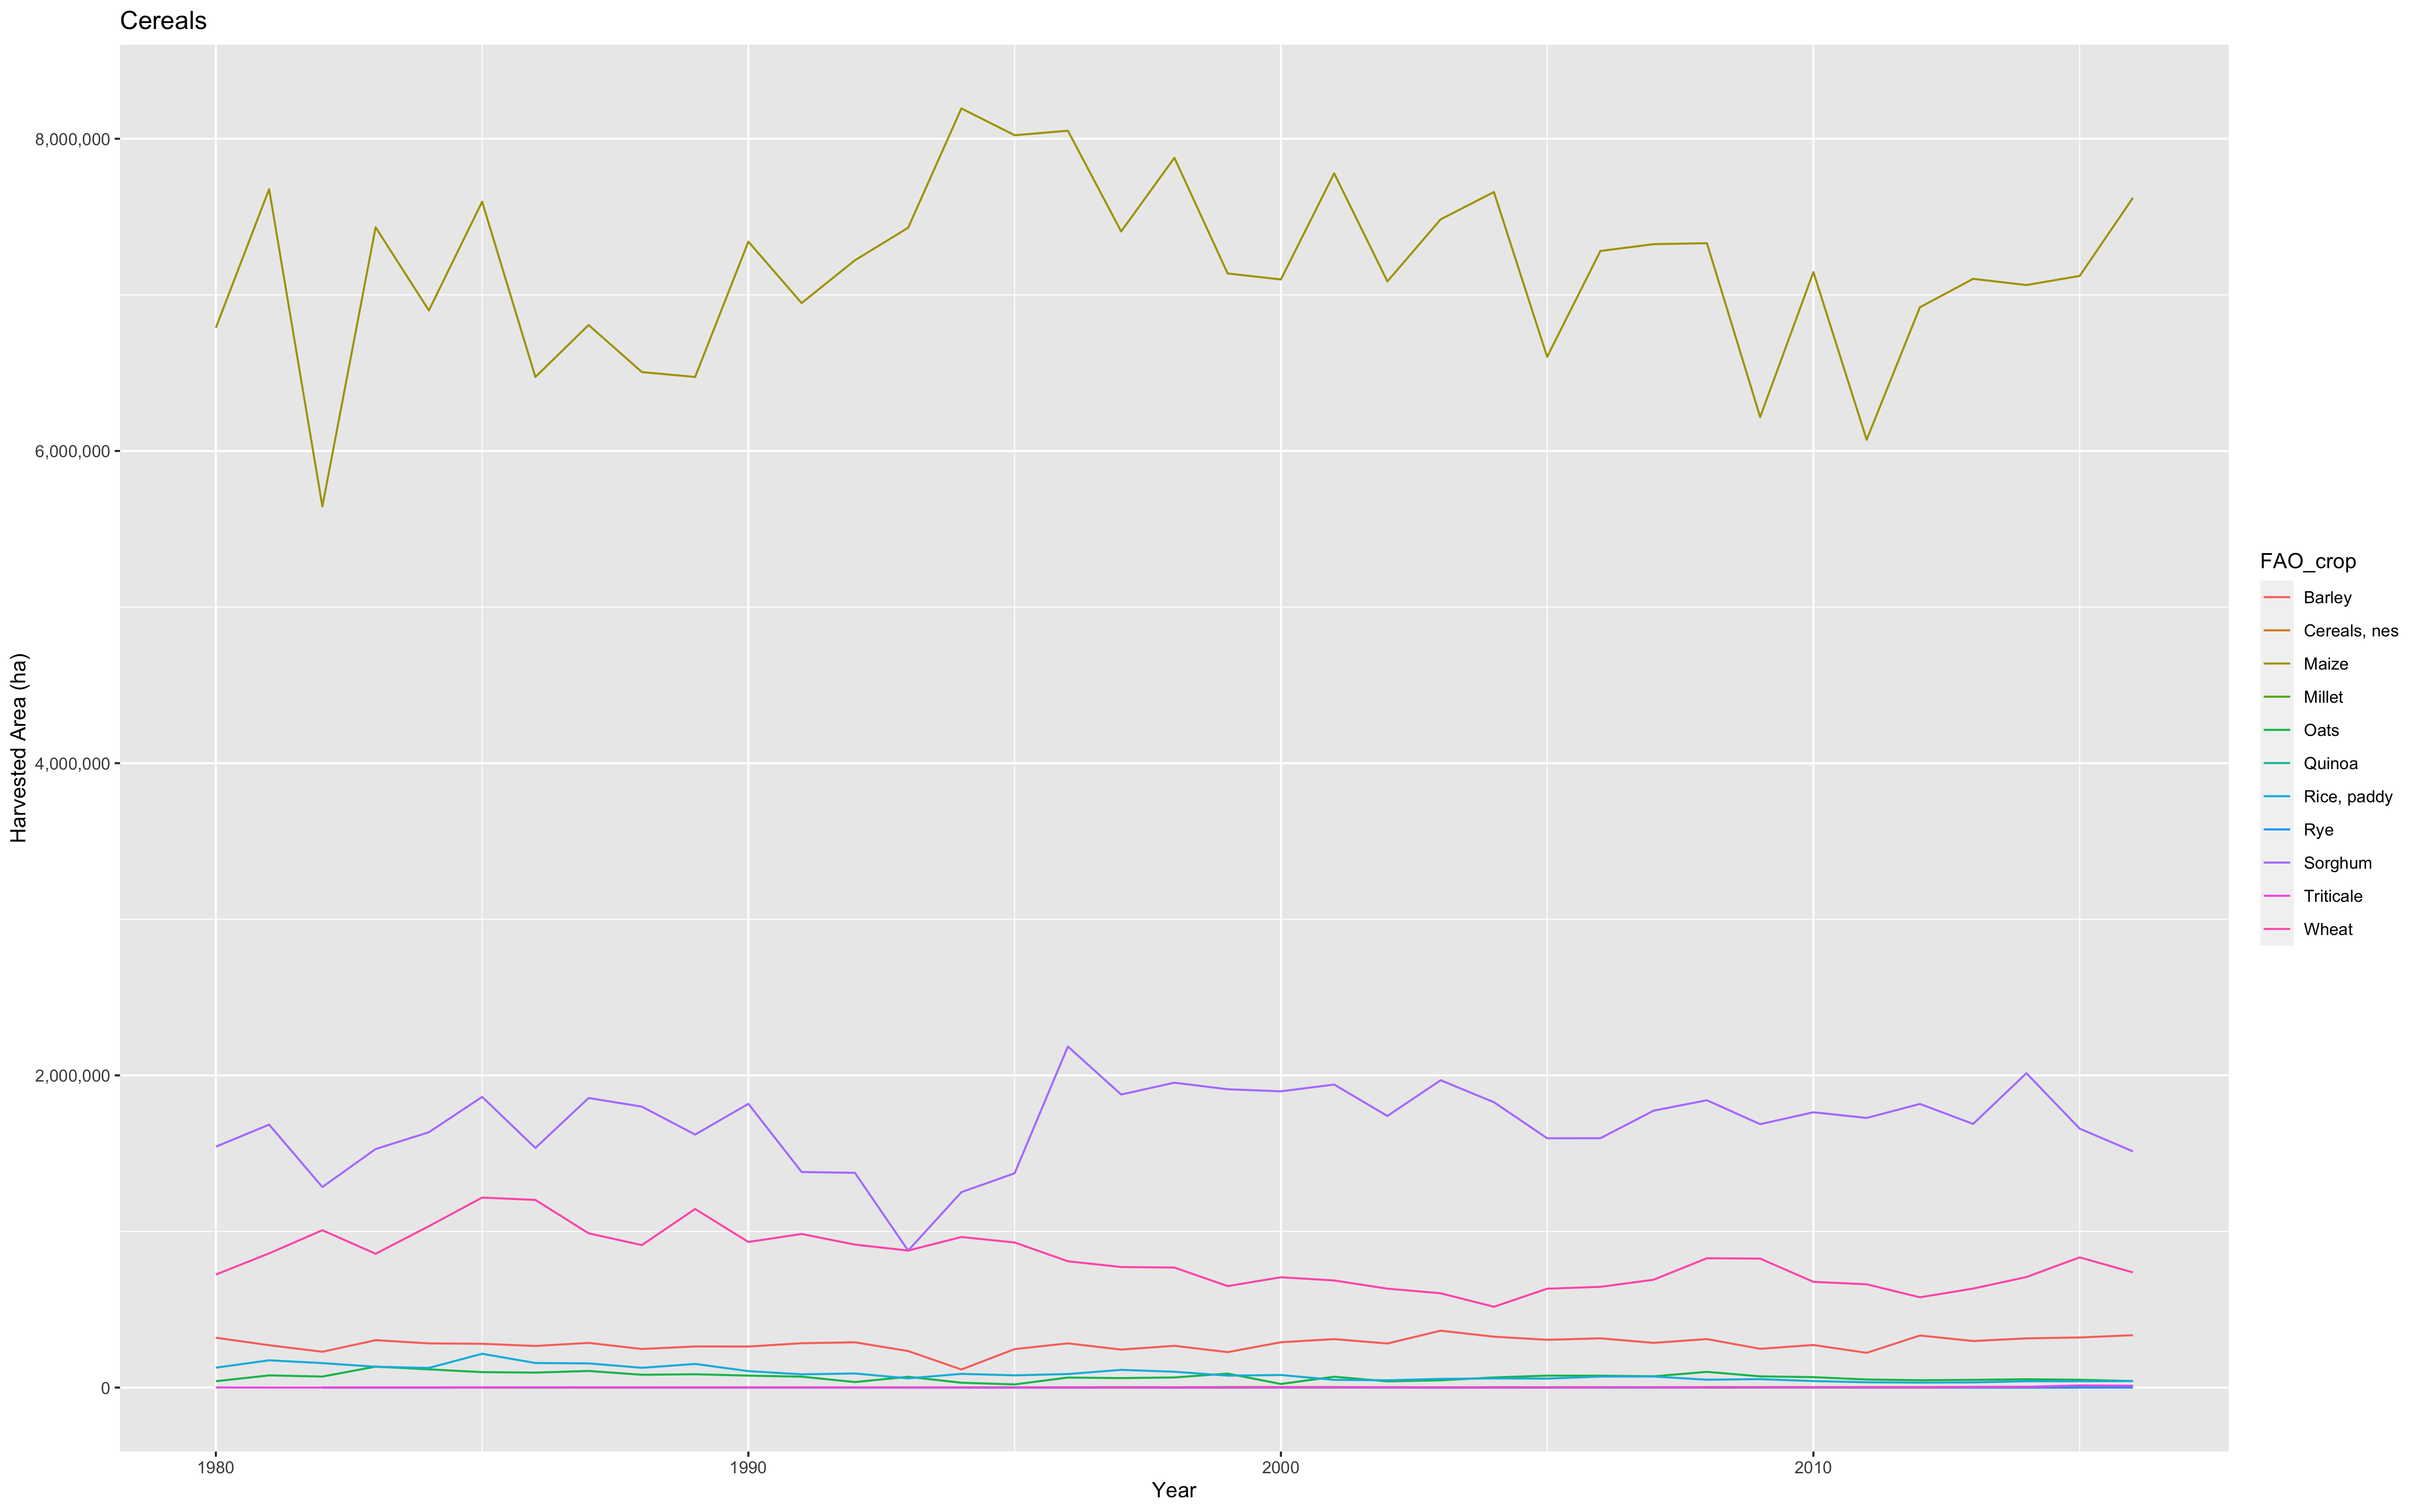 Cereals
8,000,000
6,000,000
4,000,000
2,000,000
0
Harvested Area (ha)
1980
1990
2000
2010
Year
FAO_crop
Barley
Cereals, nes
Maize
Millet
Oats
Quinoa
Rice, paddy
Rye
Sorghum
Triticale
Wheat